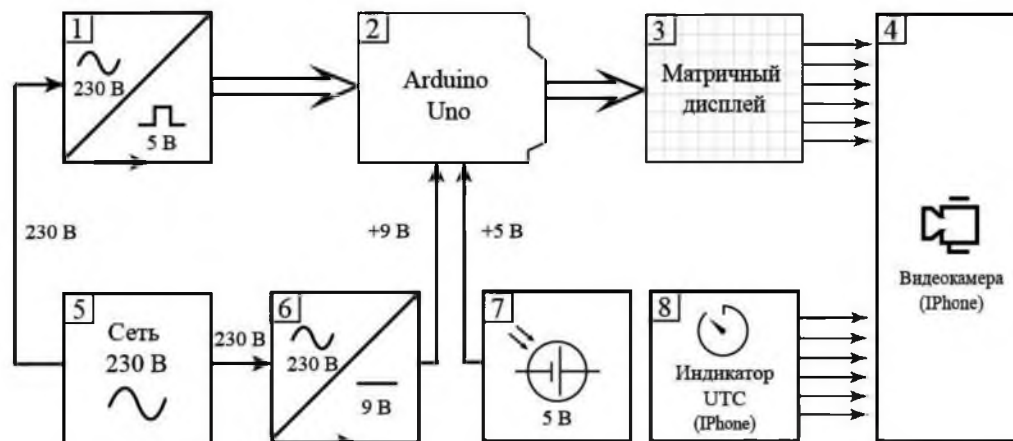 1
230 В
5 В
2
Arduino
Uno
3
Матричный
дисплей
4
Видеокамера
(IPhone)
230 В
+9 В
+5 В
5
Сеть
230 В
230 В
6
230 В
9 В
7
5 В
8
Индикатор
UTC
(IPhone)